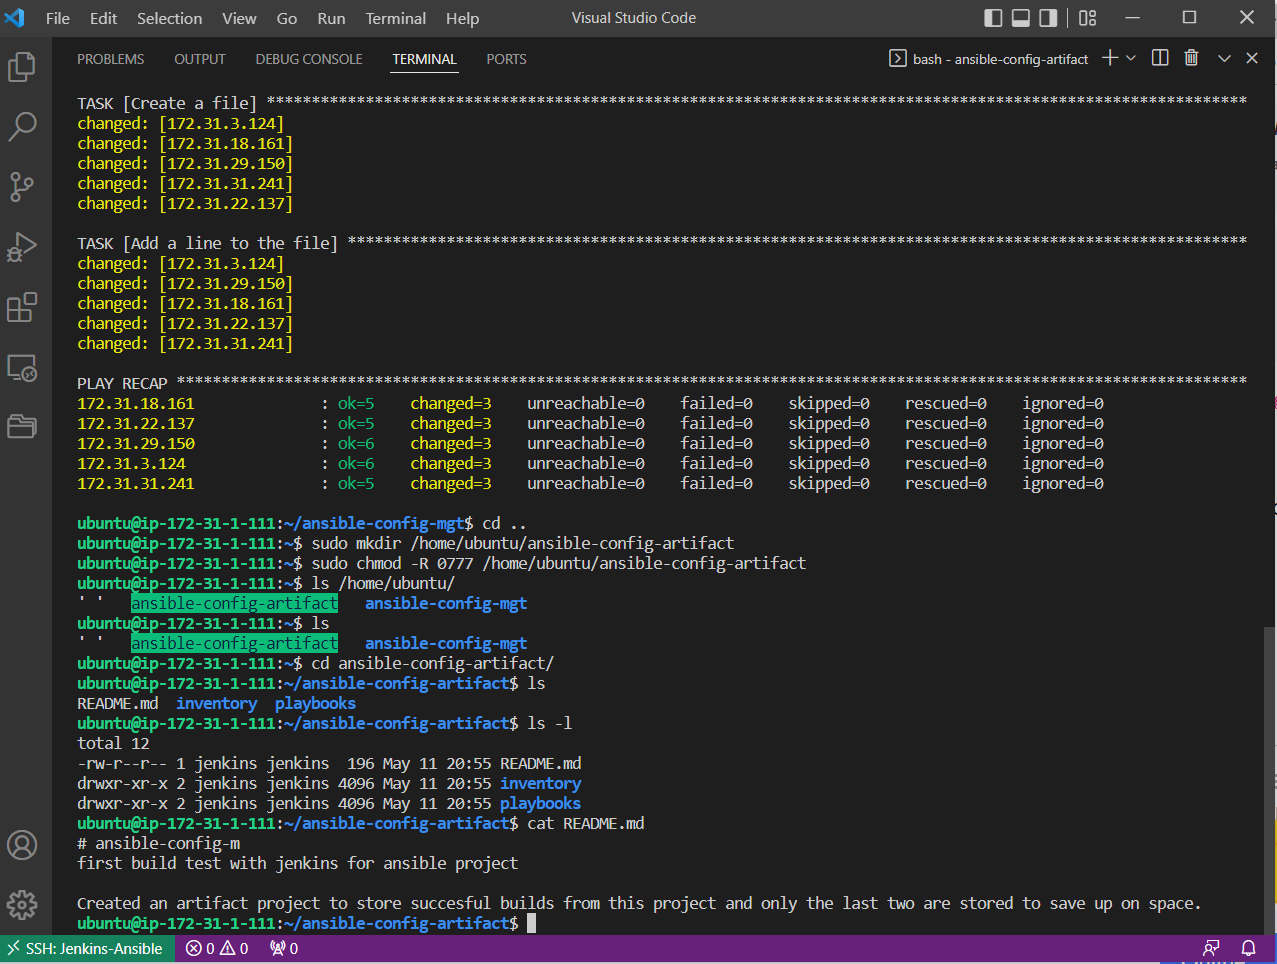 File Edit Selection View Go Run Terminal Help Visual Studio Code
PROBLEMS OUTPUT DEBUG CONSOLE TERMINAL PORTS bash - ansible-config-artifact
TASK [Create a file] *************************************************************************************************************
changed: [172.31.3.124]
changed: [172.31.18.161]
changed: [172.31.29.150]
changed: [172.31.31.241]
changed: [172.31.22.137]
TASK [Add a line to the file] ****************************************************************************************************
changed: [172.31.3.124]
changed: [172.31.29.150]
changed: [172.31.18.161]
changed: [172.31.22.137]
changed: [172.31.31.241]
PLAY RECAP ***********************************************************************************************************************
172.31.18.161 : ok=5 changed=3 unreachable=0 failed=0 skipped=0 rescued=0 ignored=0
172.31.22.137 : ok=5 changed=3 unreachable=0 failed=0 skipped=0 rescued=0 ignored=0
172.31.29.150 : ok=6 changed=3 unreachable=0 failed=0 skipped=0 rescued=0 ignored=0
172.31.3.124 : ok=6 changed=3 unreachable=0 failed=0 skipped=0 rescued=0 ignored=0
172.31.31.241 : ok=5 changed=3 unreachable=0 failed=0 skipped=0 rescued=0 ignored=0
ubuntu@ip-172-31-1-111:~/ansible-config-mgt$ cd ..
ubuntu@ip-172-31-1-111:~$ sudo mkdir /home/ubuntu/ansible-config-artifact
ubuntu@ip-172-31-1-111:~$ sudo chmod -R 0777 /home/ubuntu/ansible-config-artifact
ubuntu@ip-172-31-1-111:~$ ls /home/ubuntu/
' ' ansible-config-artifact ansible-config-mgt
ubuntu@ip-172-31-1-111:~$ ls
' ' ansible-config-artifact ansible-config-mgt
ubuntu@ip-172-31-1-111:~$ cd ansible-config-artifact/
ubuntu@ip-172-31-1-111:~/ansible-config-artifact$ ls
README.md inventory playbooks
ubuntu@ip-172-31-1-111:~/ansible-config-artifact$ ls -l
total 12
-rw-r--r-- 1 jenkins jenkins 196 May 11 20:55 README.md
drwxr-xr-x 2 jenkins jenkins 4096 May 11 20:55 inventory
drwxr-xr-x 2 jenkins jenkins 4096 May 11 20:55 playbooks
ubuntu@ip-172-31-1-111:~/ansible-config-artifact$ cat README.md
# ansible-config-m
first build test with jenkins for ansible project
Created an artifact project to store succesful builds from this project and only the last two are stored to save up on space.
ubuntu@ip-172-31-1-111:~/ansible-config-artifact$
SSH: Jenkins-Ansible 0 0 0